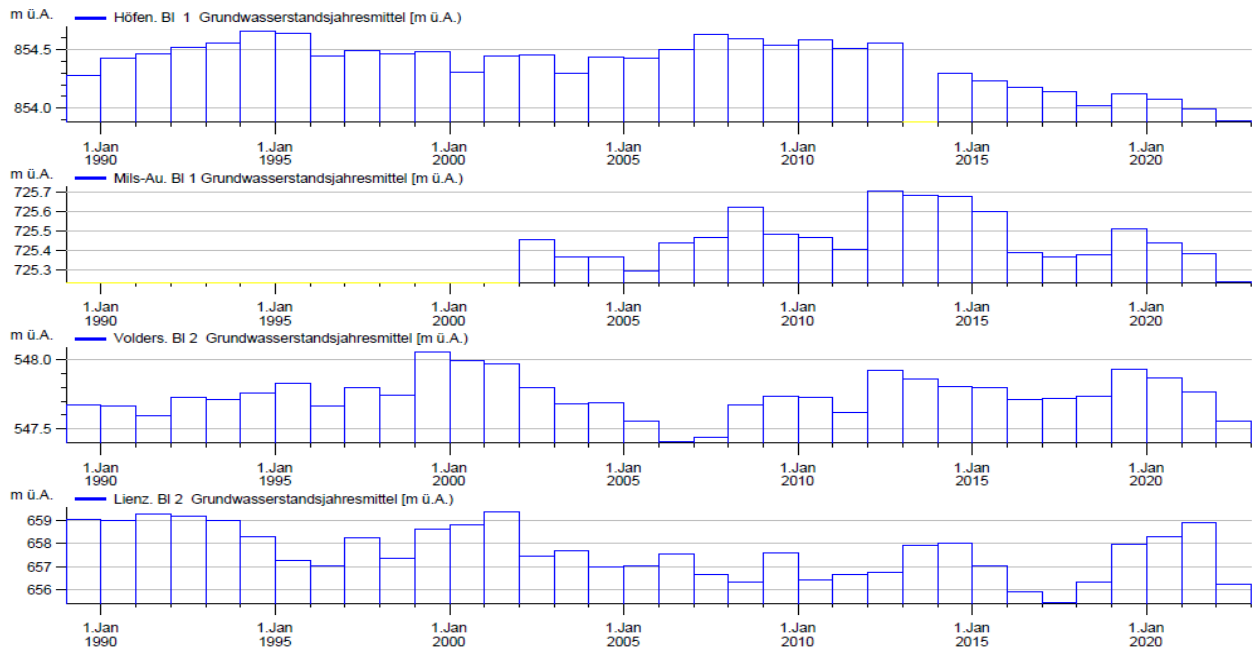 m ü.A.
Höfen. Bl 1 Grundwasserstandsjahresmittel [m ü.A.]
854.5
854.0
1.Jan 1.Jan 1.Jan 1.Jan 1.Jan 1.Jan 1.Jan
1990 1995 2000 2005 2010 2015 2020
m ü.A.
Mils-Au. Bl 1 Grundwasserstandsjahresmittel [m ü.A.]
725.7
725.6
725.5
725.4
725.3
1.Jan 1.Jan 1.Jan 1.Jan 1.Jan 1.Jan 1.Jan
1990 1995 2000 2005 2010 2015 2020
m ü.A.
Volders. Bl 2 Grundwasserstandsjahresmittel [m ü.A.]
548.0
547.5
1.Jan 1.Jan 1.Jan 1.Jan 1.Jan 1.Jan 1.Jan
1990 1995 2000 2005 2010 2015 2020
m ü.A.
Lienz. Bl 2 Grundwasserstandsjahresmittel [m ü.A.]
659
658
657
656
1.Jan 1.Jan 1.Jan 1.Jan 1.Jan 1.Jan 1.Jan
1990 1995 2000 2005 2010 2015 2020